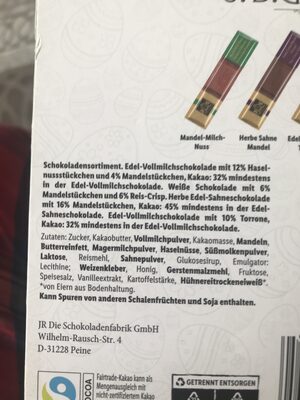 Mandel-Milch-
Nuss
Herbe Sahne
Mandel
Schokoladensortiment. Edel-Vollmilchschokolade mit 12% Hasel-
nussstückchen und 4% Mandelstückchen, Kakao: 32% mindestens
in der Edel-Vollmilchschokolade. Weiße Schokolade mit 6%
Mandelstückchen und 6% Reis-Crisp. Herbe Edel-Sahneschokolade
mit 16% Mandelstückchen, Kakao: 45% mindestens in der Edel-
Sahneschokolade. Edel-Vollmilchschokolade mit 10% Torrone,
Kakao: 32% mindestens in der Edel-Vollmilchschokolade.
Zutaten: Zucker, Kakaobutter, Vollmilchpulver, Kakaomasse, Mandeln,
Butterreinfett, Magermilchpulver, Haselnüsse, Süßmolkenpulver,
Laktose, Reismehl, Sahnepulver, Glukosesirup, Emulgator:
Lecithine; Weizenkleber, Honig, Gerstenmalzmehl, Fruktose,
Speisesalz, Vanilleextrakt, Kartoffelstärke, Hühnereitrockeneiweiß*
*von Eiern aus Bodenhaltung.
Kann Spuren von anderen Schalenfrüchten und Soja enthalten.
JR Die Schokoladenfabrik GmbH
Wilhelm-Rausch-Str. 4
D-31228 Peine
COCOA
Fairtrade-Kakao kann als
Mengenausgleich mit
nicht-zertifiziertem Kakao
GETRENNT ENTSORGEN